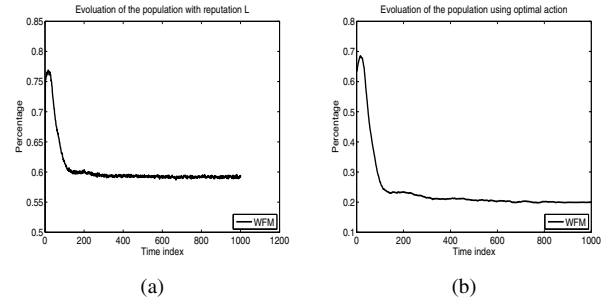 Evoluation of the population with reputation L
0.85
0.8
0.75
0.7
0.65
0.6
0.55
0.5
Percentage
0 200 400 600 800 1000 1200
Time index
WFM
(a)
Evoluation of the population using optimal action
0.8
0.7
0.6
0.5
0.4
0.3
0.2
0.1
Percentage
0 200 400 600 800 1000
Time index
WFM
(b)